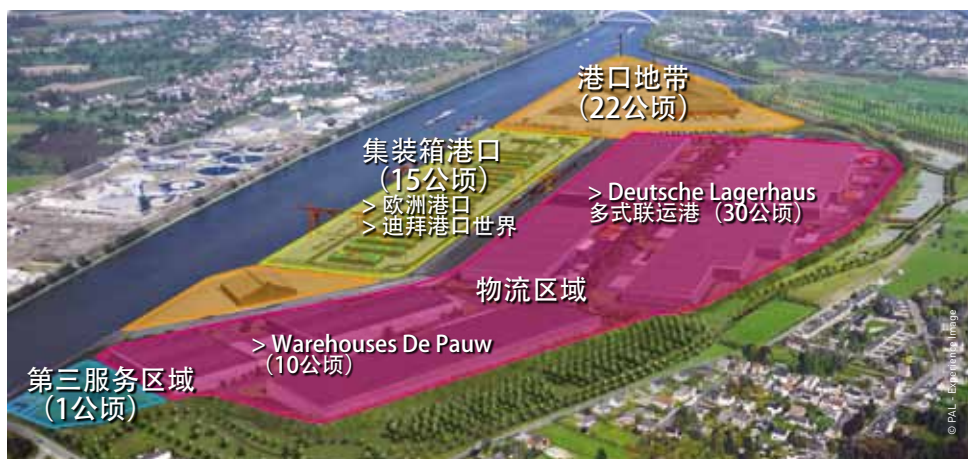 港口地带
（22公顷）
集装箱港口
（15公顷）
> 欧洲港口
> 迪拜港口世界
> Deutsche Lagerhaus
多式联运港（30公顷）
物流区域
> Warehouses De Pauw
（10公顷）
第三服务区域
（1公顷）
© PAL - Experience Image